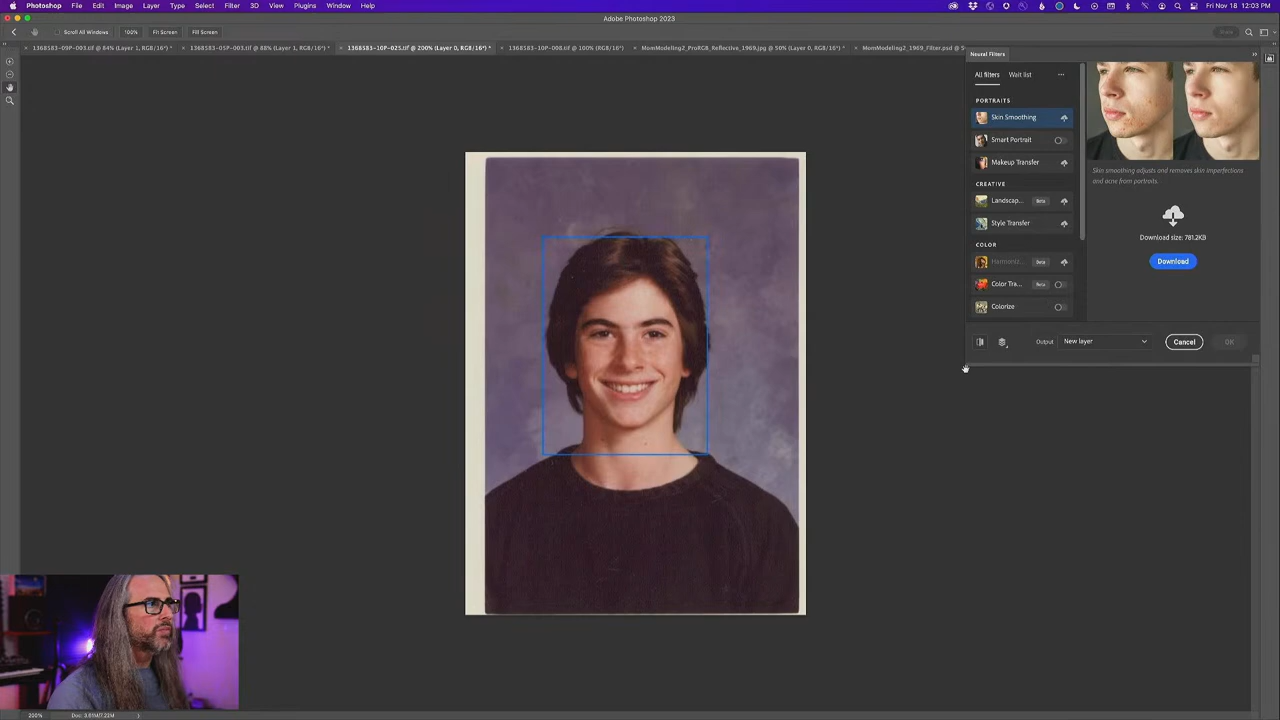 Photoshop File Edit Image Layer Type Select Filter 3D View Plugins Window Help Fri Nov 18 12:03 PM
Adobe Photoshop 2023
Scroll All Windows 100% Fit Screen Fill Screen
1368583-09P-003.tif @ 84% (Layer 1, RGB/16*) * 1368583-05P-003.tif @ 88% (Layer 1, RGB/16*) * 1368583-10P-025.tif @ 200% (Layer 0, RGB/16*) * 1368583-10P-008.tif @ 100% (RGB/16*) MomModeling2_ProRGB_Reflective_1969.jpg @ 50% (Layer 0, RGB/16*) * MomModeling2_1969_Filter.psd @ 5
Neural Filters
All filters Wait list
PORTRAITS
Skin Smoothing
Smart Portrait
Makeup Transfer
Skin smoothing adjusts and removes skin imperfections
and acne from portraits.
CREATIVE
Landscap... Beta
Style Transfer
Download size: 781.2KB
COLOR
Harmoniz... Beta
Download
Color Tra... Beta
Colorize
Output New layer Cancel OK
200% Doc: 3.61M/7.22M